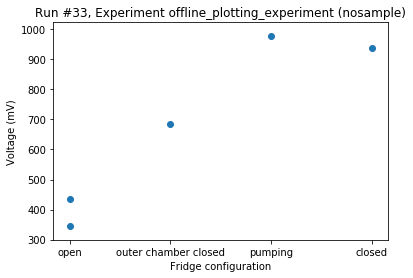 Run #33, Experiment offline_plotting_experiment (nosample)
1000
900
800
700
600
500
400
300
Voltage (mV)
open
outer chamber closed
pumping
closed
Fridge configuration